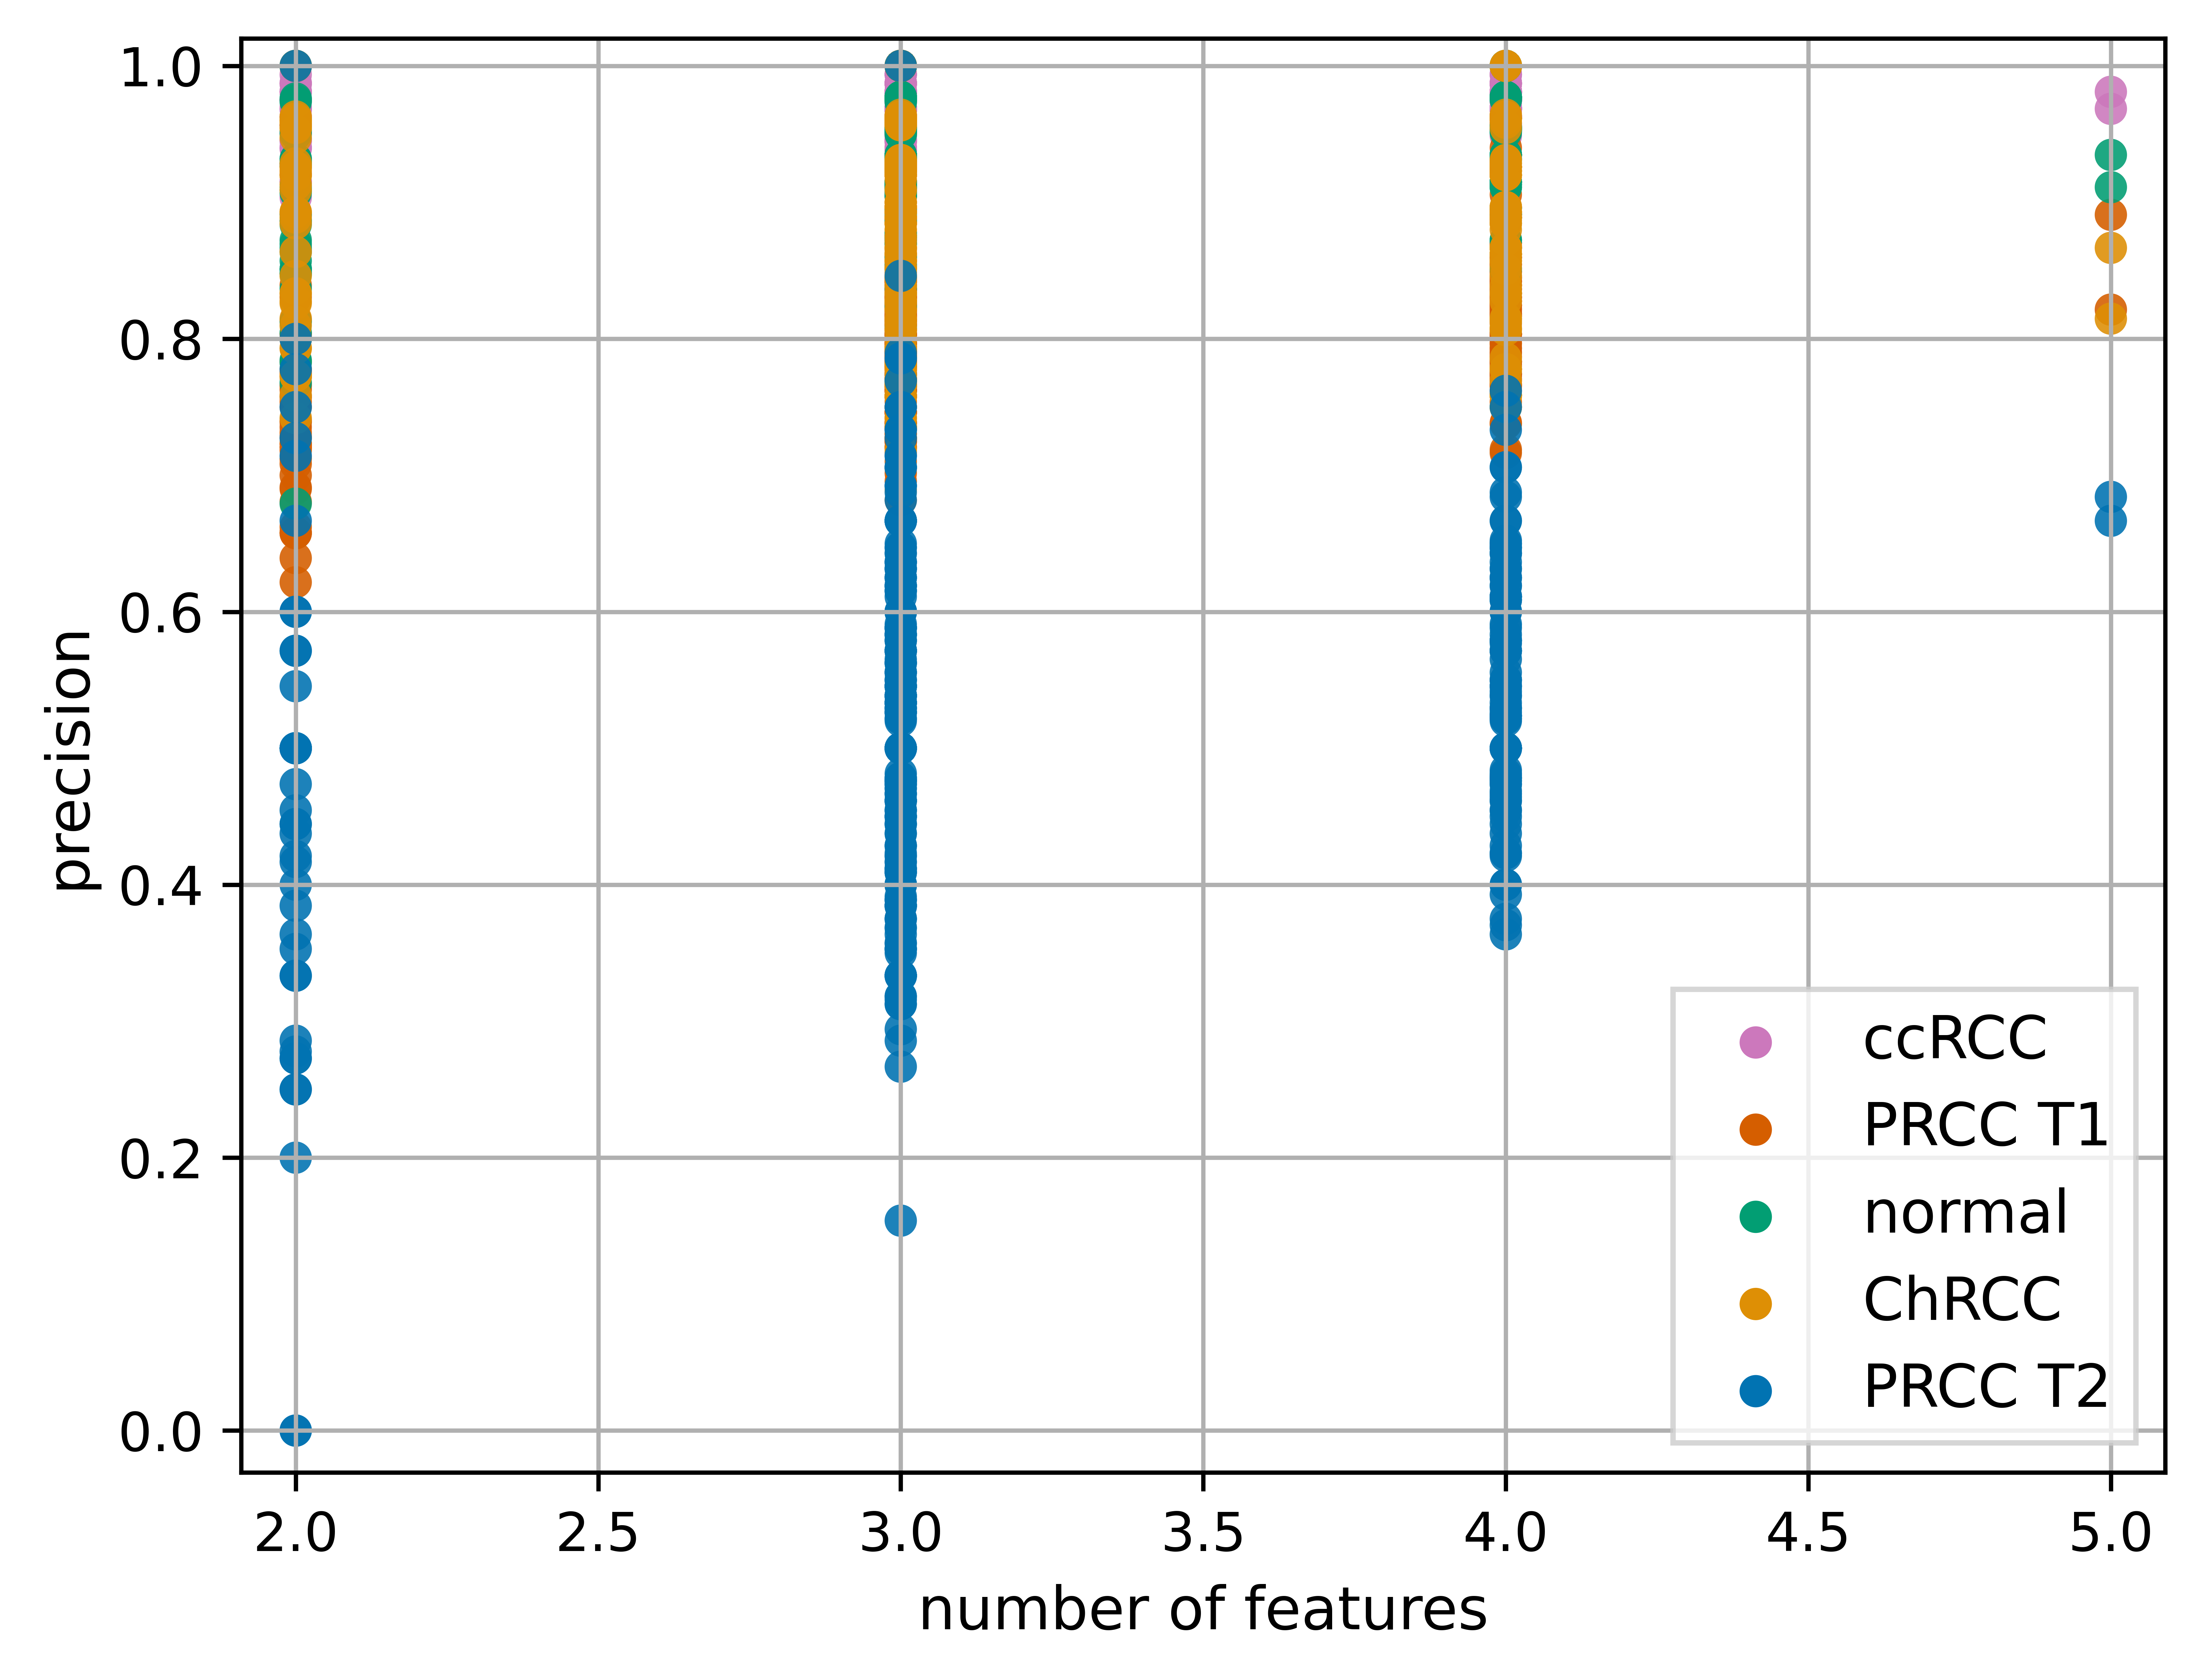 1.0
0.8
0.6
0.4
0.2
0.0
precision
2.0 2.5 3.0 3.5 4.0 4.5 5.0
number of features
ccRCC
PRCC T1
normal
ChRCC
PRCC T2